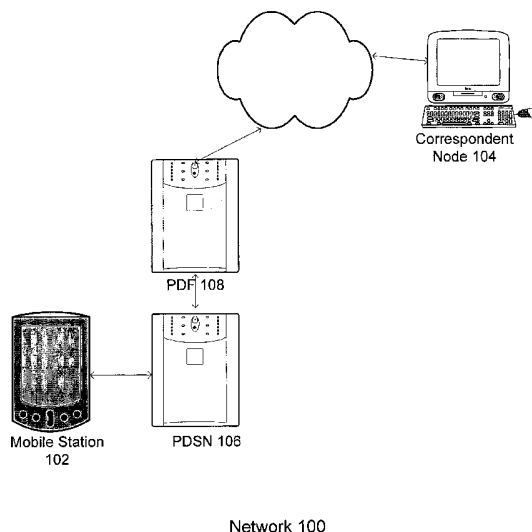 Correspondent
Node 104
PDF 108
Mobile Station
102
PDSN 106
Network 100